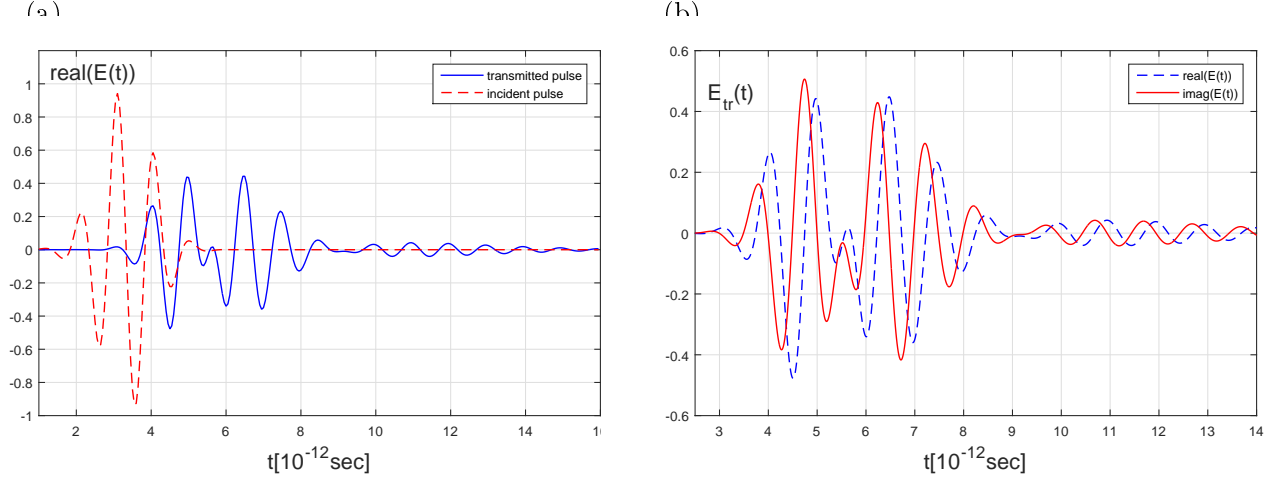 (a)
real(E(t))
transmitted pulse
incident pulse
1
0.8
0.6
0.4
0.2
0
-0.2
-0.4
-0.6
-0.8
-1
2 4 6 8 10 12 14 16
t[10^-12sec]
(b)
E_tr(t)
real(E(t))
imag(E(t))
0.6
0.4
0.2
0
-0.2
-0.4
-0.6
3 4 5 6 7 8 9 10 11 12 13 14
t[10^-12sec]